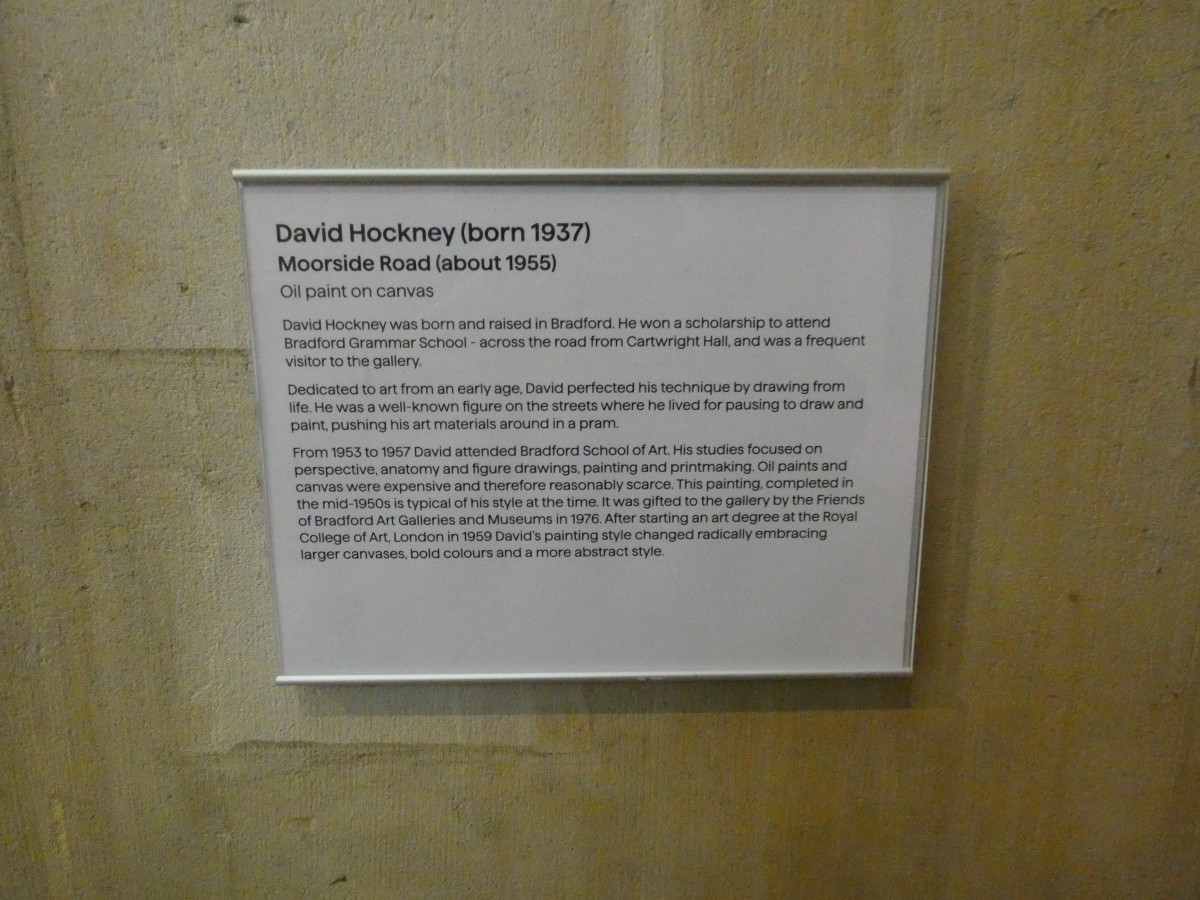 David Hockney (born 1937)
Moorside Road (about 1955)
Oil paint on canvas
David Hockney was born and raised in Bradford. He won a scholarship to attend
Bradford Grammar School - across the road from Cartwright Hall, and was a frequent
visitor to the gallery.
Dedicated to art from an early age, David perfected his technique by drawing from
life. He was a well-known figure on the streets where he lived for pausing to draw and
paint, pushing his art materials around in a pram.
From 1953 to 1957 David attended Bradford School of Art. His studies focused on
perspective, anatomy and figure drawings, painting and printmaking. Oil paints and
canvas were expensive and therefore reasonably scarce. This painting, completed in
the mid-1950s is typical of his style at the time. It was gifted to the gallery by the Friends
of Bradford Art Galleries and Museums in 1976. After starting an art degree at the Royal
College of Art, London in 1959 David's painting style changed radically embracing
larger canvases, bold colours and a more abstract style.